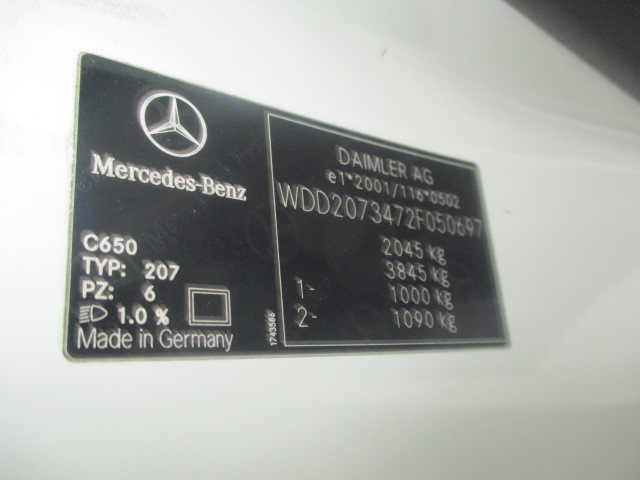 Mercedes-Benz
C650
TYP: 207
PZ: 6
1.0 %
Made in Germany
1743586
DAIMLER AG
e1*2001/116*0502
WDD2073472F050697
2045 kg
3845 kg
1- 1000 kg
2- 1090 kg